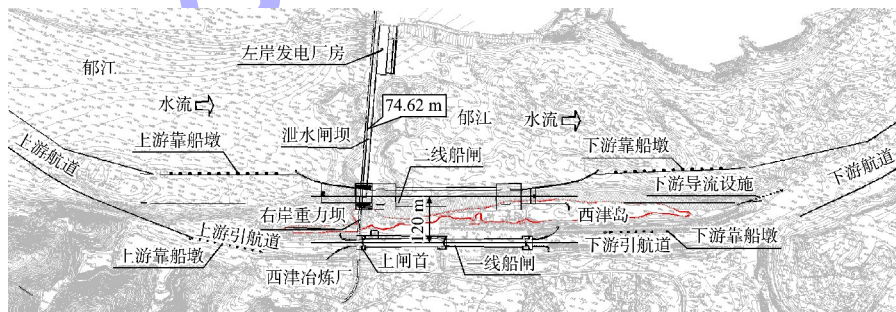 左岸发电厂房
郁江
74.62 m
水流
郁江
水流
上游航道
上游靠船墩
泄水闸坝
二线船闸
下游靠船墩
下游航道
下游导流设施
右岸重力坝
120 m
西津岛
上游引航道
上游靠船墩
西津冶炼厂
上闸首
一线船闸
下游引航道
下游靠船墩